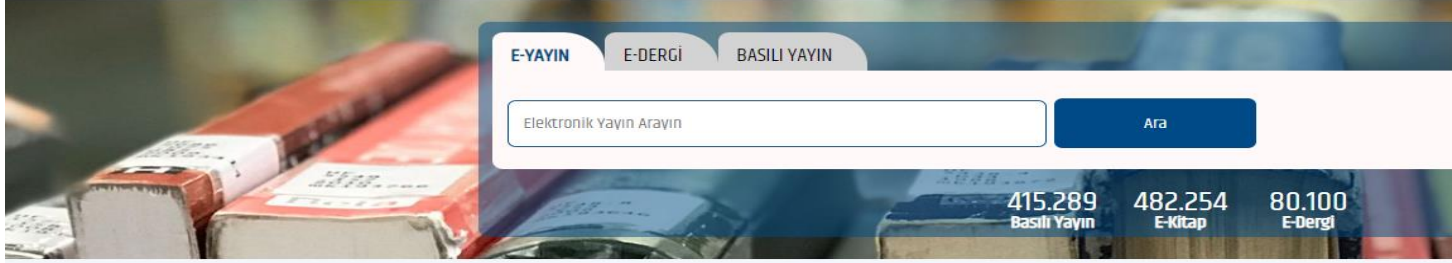 E-YAYIN E-DERGİ BASILI YAYIN
Elektronik Yayın Arayın Ara
415.289 482.254 80.100
Basılı Yayın E-Kitap E-Dergi